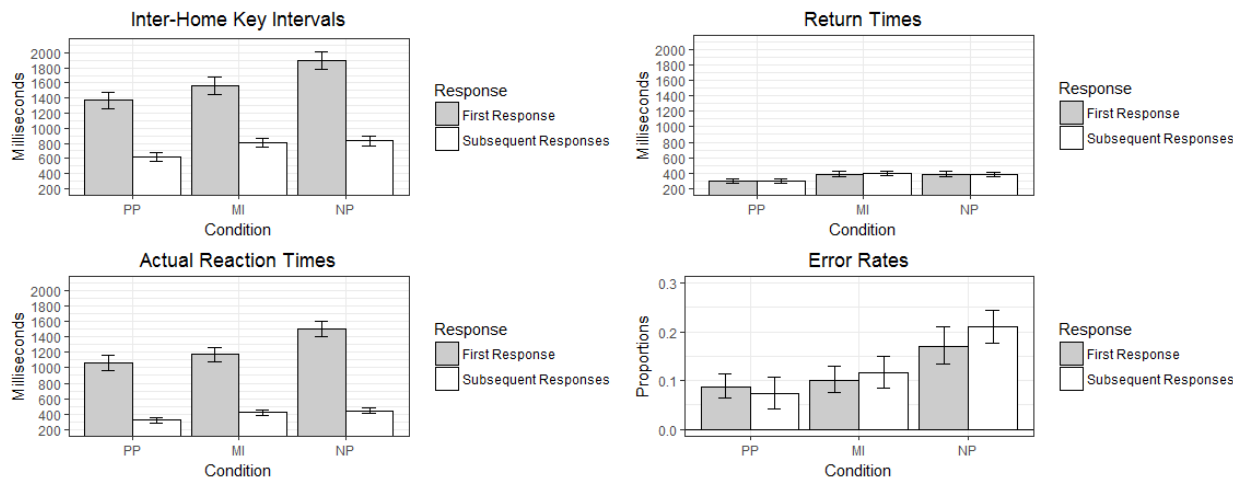 Inter-Home Key Intervals
Milliseconds
2000
1800
1600
1400
1200
1000
800
600
400
200
PP MI NP
Condition
Response
First Response
Subsequent Responses
Return Times
Milliseconds
2000
1800
1600
1400
1200
1000
800
600
400
200
PP MI NP
Condition
Response
First Response
Subsequent Responses
Actual Reaction Times
Milliseconds
2000
1800
1600
1400
1200
1000
800
600
400
200
PP MI NP
Condition
Response
First Response
Subsequent Responses
Error Rates
Proportions
0.3
0.2
0.1
0.0
PP MI NP
Condition
Response
First Response
Subsequent Responses